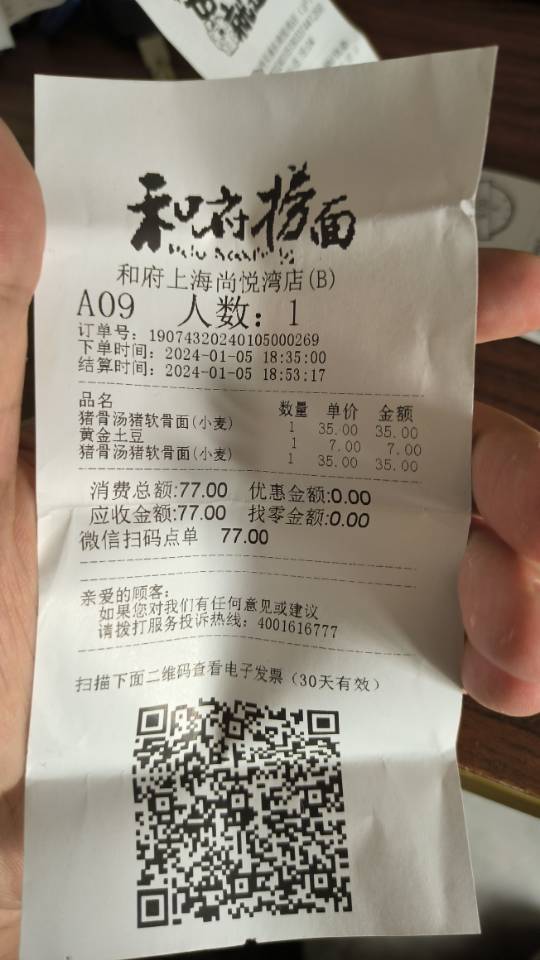 和府捞面
和府上海尚悦湾店(B)
A09 人数：1
订单号：19074320240105000269
下单时间：2024-01-05 18:35:00
结算时间：2024-01-05 18:53:17
品名 数量 单价 金额
猪骨汤猪软骨面(小麦) 1 35.00 35.00
黄金土豆 1 7.00 7.00
猪骨汤猪软骨面(小麦) 1 35.00 35.00
消费总额:77.00 优惠金额:0.00
应收金额:77.00 找零金额:0.00
微信扫码点单 77.00
亲爱的顾客：
如果您对我们有任何意见或建议
请拨打服务投诉热线：4001616777
扫描下面二维码查看电子发票（30天有效）